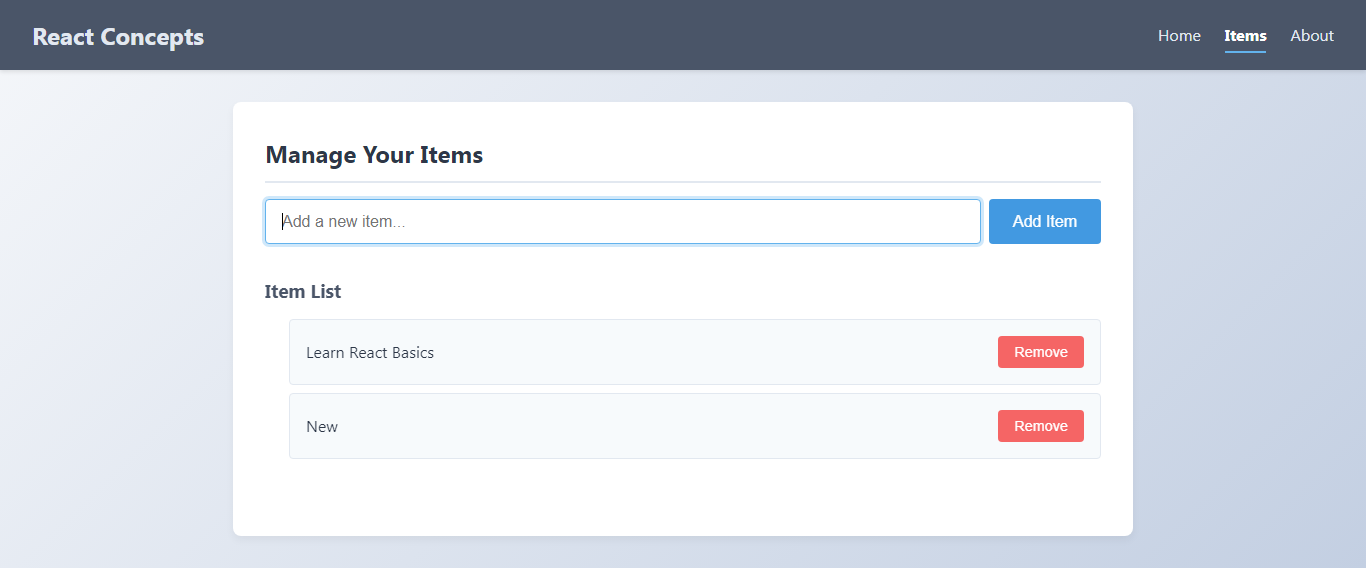 React Concepts
Home Items About
Manage Your Items
Add a new item...
Add Item
Item List
Learn React Basics
Remove
New
Remove